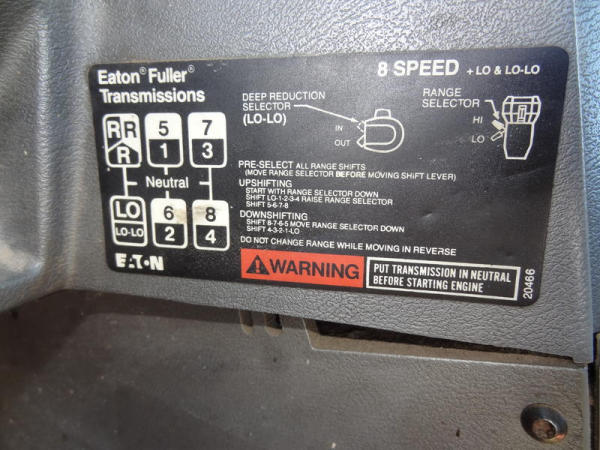 Eaton® Fuller®
Transmissions
8 SPEED + LO & LO-LO
DEEP REDUCTION
SELECTOR
(LO-LO)
IN
OUT
RANGE
SELECTOR
HI
LO
R R 5 7
R 1 3
Neutral
LO 6 8
LO-LO 2 4
PRE-SELECT ALL RANGE SHIFTS
(MOVE RANGE SELECTOR BEFORE MOVING SHIFT LEVER)
UPSHIFTING
START WITH RANGE SELECTOR DOWN
SHIFT LO-1-2-3-4 RAISE RANGE SELECTOR
SHIFT 5-6-7-8
DOWNSHIFTING
SHIFT 8-7-6-5 MOVE RANGE SELECTOR DOWN
SHIFT 4-3-2-1-LO
DO NOT CHANGE RANGE WHILE MOVING IN REVERSE
EATON
WARNING
PUT TRANSMISSION IN NEUTRAL
BEFORE STARTING ENGINE
20466